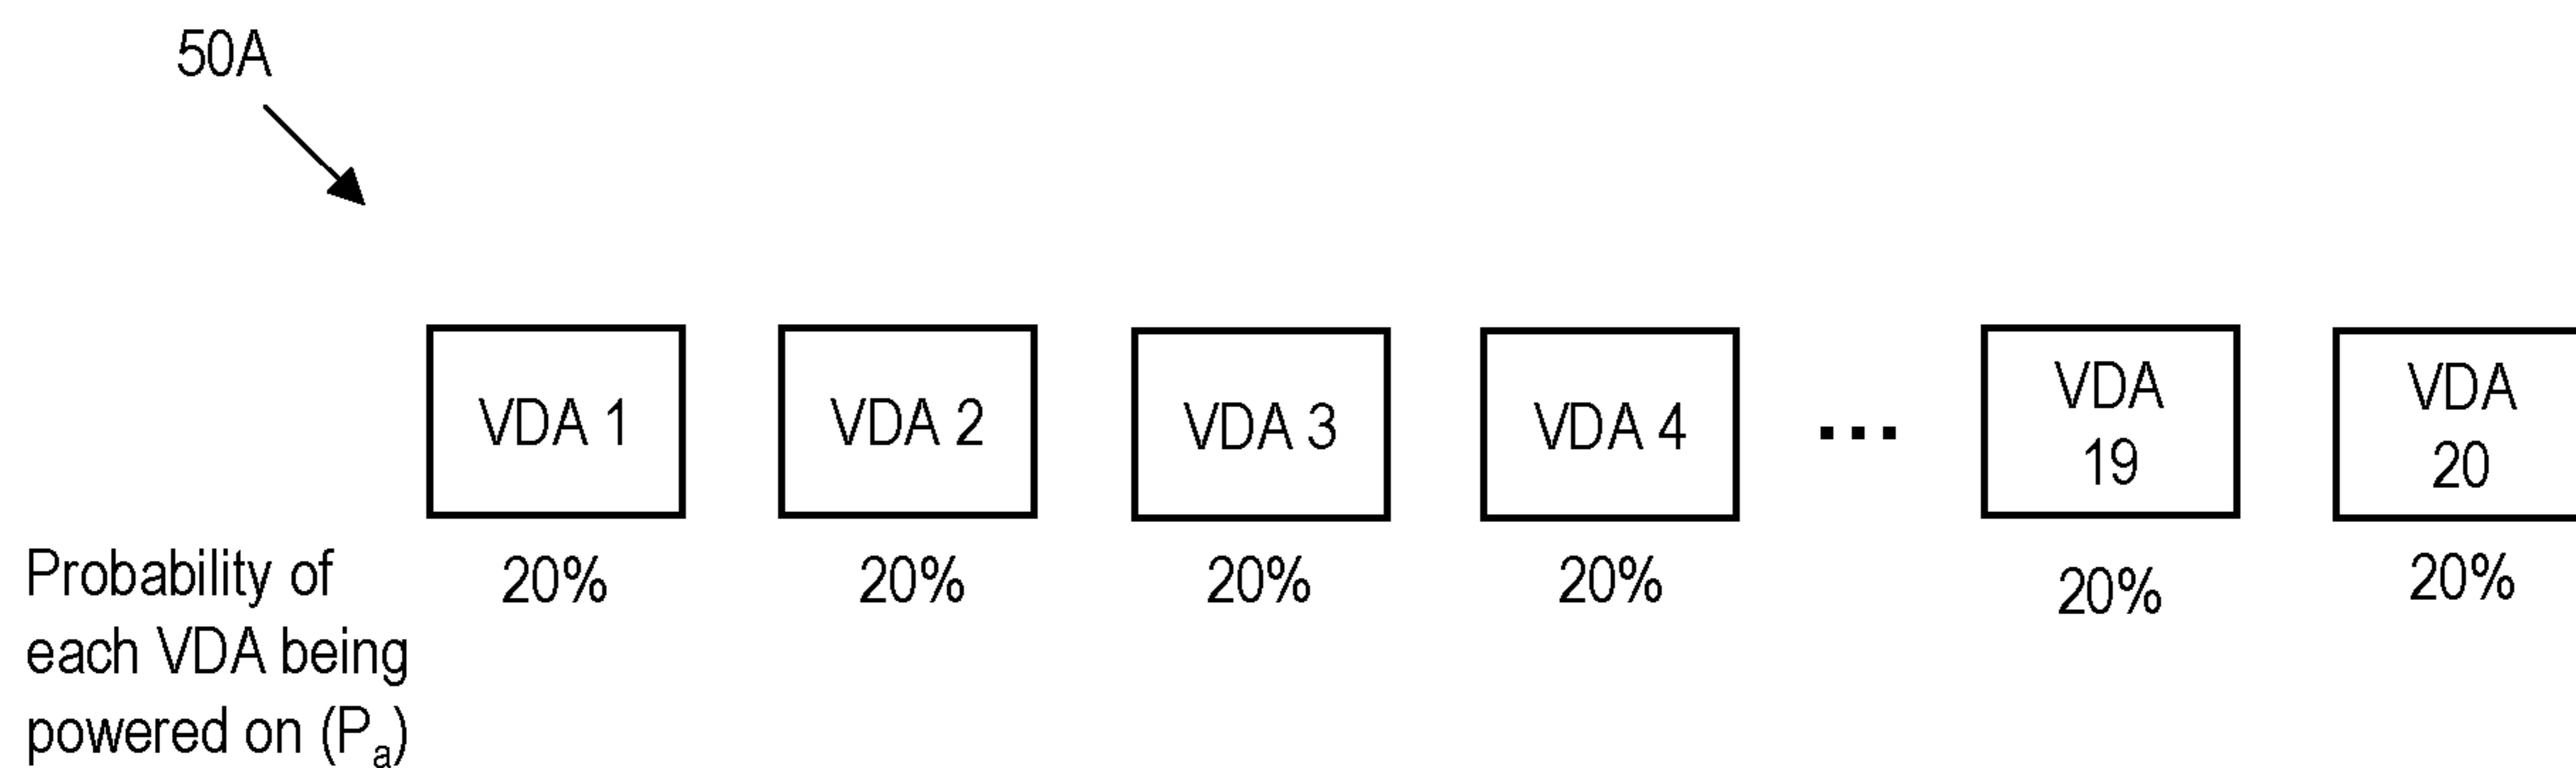 50A
VDA 1
VDA 2
VDA 3
VDA 4
...
VDA
19
VDA
20
Probability of
each VDA being
powered on (Pa)
20%
20%
20%
20%
20%
20%